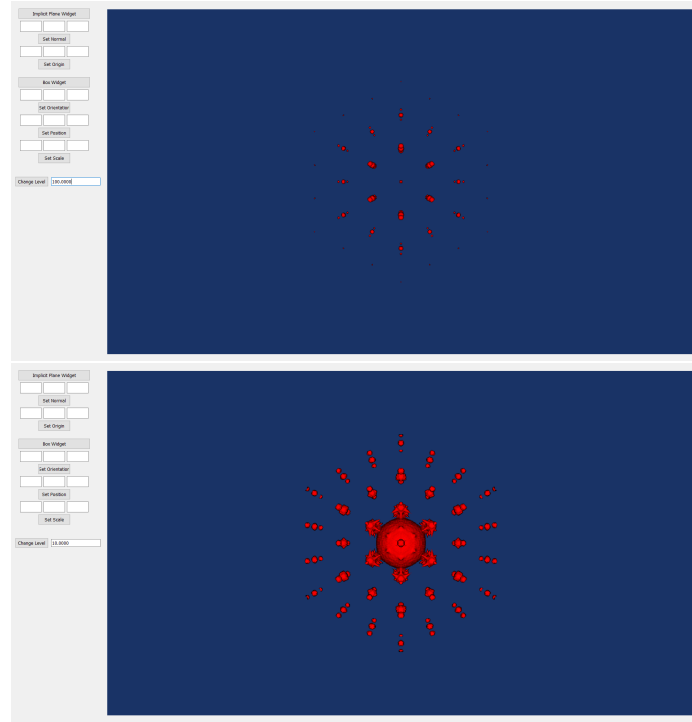 Implicit Plane Widget
Set Normal
Set Origin
Box Widget
Set Orientation
Set Position
Set Scale
Change Level 100.0000
Implicit Plane Widget
Set Normal
Set Origin
Box Widget
Set Orientation
Set Position
Set Scale
Change Level 10.0000